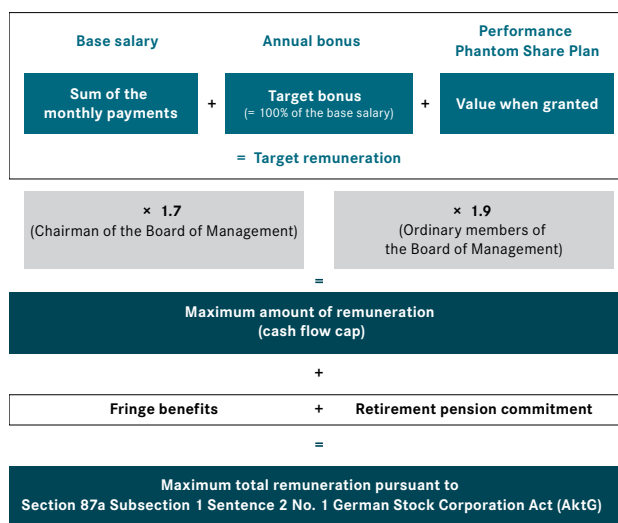 Base salary
Annual bonus
Performance
Phantom Share Plan
Sum of the
monthly payments
+
Target bonus
(= 100% of the base salary)
+
Value when granted
= Target remuneration
× 1.7
(Chairman of the Board of Management)
× 1.9
(Ordinary members of
the Board of Management)
=
Maximum amount of remuneration
(cash flow cap)
+
Fringe benefits + Retirement pension commitment
=
Maximum total remuneration pursuant to
Section 87a Subsection 1 Sentence 2 No. 1 German Stock Corporation Act (AktG)